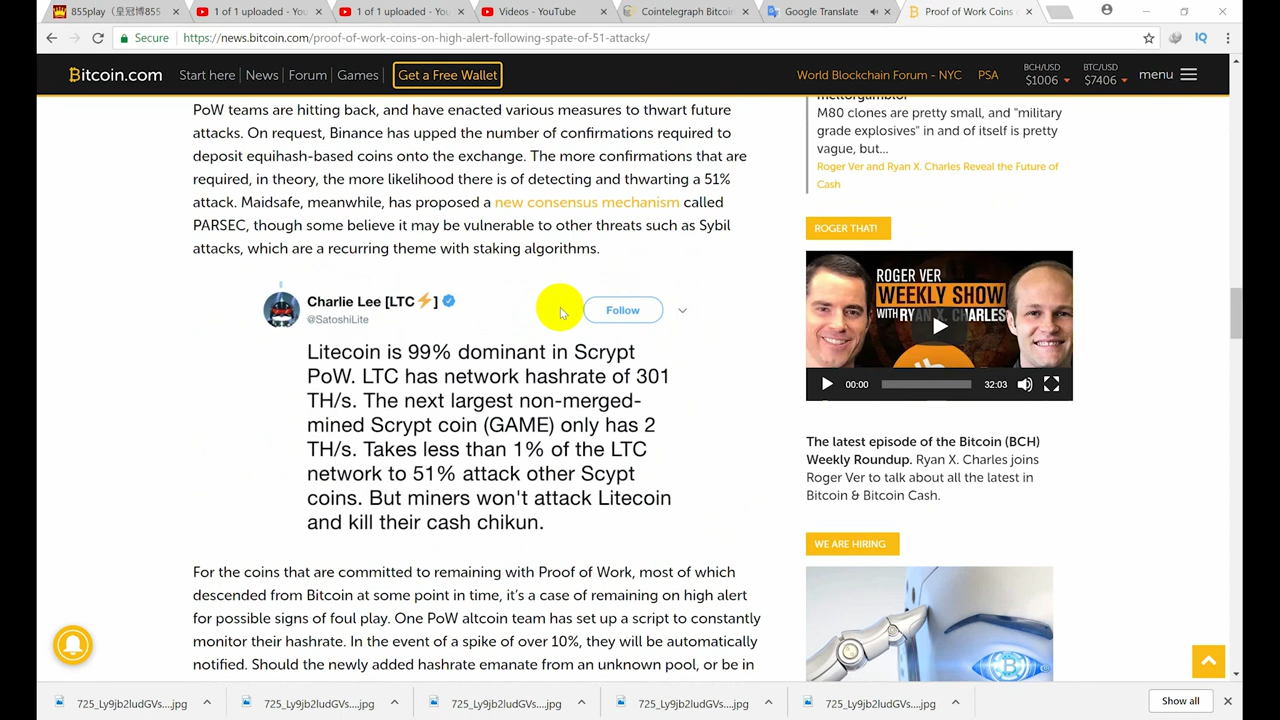 855play (皇冠博855
1 of 1 uploaded - You
1 of 1 uploaded - You
Videos - YouTube
Cointelegraph Bitcoin
Google Translate
Proof of Work Coins
Secure
https://news.bitcoin.com/proof-of-work-coins-on-high-alert-following-spate-of-51-attacks/
IQ
Bitcoin.com
Start here
News
Forum
Games
Get a Free Wallet
World Blockchain Forum - NYC
PSA
BCH/USD
$1006
BTC/USD
$7406
menu
PoW teams are hitting back, and have enacted various measures to thwart future
attacks. On request, Binance has upped the number of confirmations required to
deposit equihash-based coins onto the exchange. The more confirmations that are
required, in theory, the more likelihood there is of detecting and thwarting a 51%
attack. Maidsafe, meanwhile, has proposed a new consensus mechanism called
PARSEC, though some believe it may be vulnerable to other threats such as Sybil
attacks, which are a recurring theme with staking algorithms.
Charlie Lee [LTC⚡]
@SatoshiLite
Follow
Litecoin is 99% dominant in Scrypt
PoW. LTC has network hashrate of 301
TH/s. The next largest non-merged-
mined Scrypt coin (GAME) only has 2
TH/s. Takes less than 1% of the LTC
network to 51% attack other Scypt
coins. But miners won't attack Litecoin
and kill their cash chikun.
For the coins that are committed to remaining with Proof of Work, most of which
descended from Bitcoin at some point in time, it's a case of remaining on high alert
for possible signs of foul play. One PoW altcoin team has set up a script to constantly
monitor their hashrate. In the event of a spike of over 10%, they will be automatically
notified. Should the newly added hashrate emanate from an unknown pool, or be in
M80 clones are pretty small, and "military
grade explosives" in and of itself is pretty
vague, but...
Roger Ver and Ryan X. Charles Reveal the Future of
Cash
ROGER THAT!
ROGER VER
WEEKLY SHOW
WITH RYAN X. CHARLES
00:00
32:03
The latest episode of the Bitcoin (BCH)
Weekly Roundup. Ryan X. Charles joins
Roger Ver to talk about all the latest in
Bitcoin & Bitcoin Cash.
WE ARE HIRING
725_Ly9jb2ludGVs....jpg
725_Ly9jb2ludGVs....jpg
725_Ly9jb2ludGVs....jpg
725_Ly9jb2ludGVs....jpg
725_Ly9jb2ludGVs....jpg
Show all